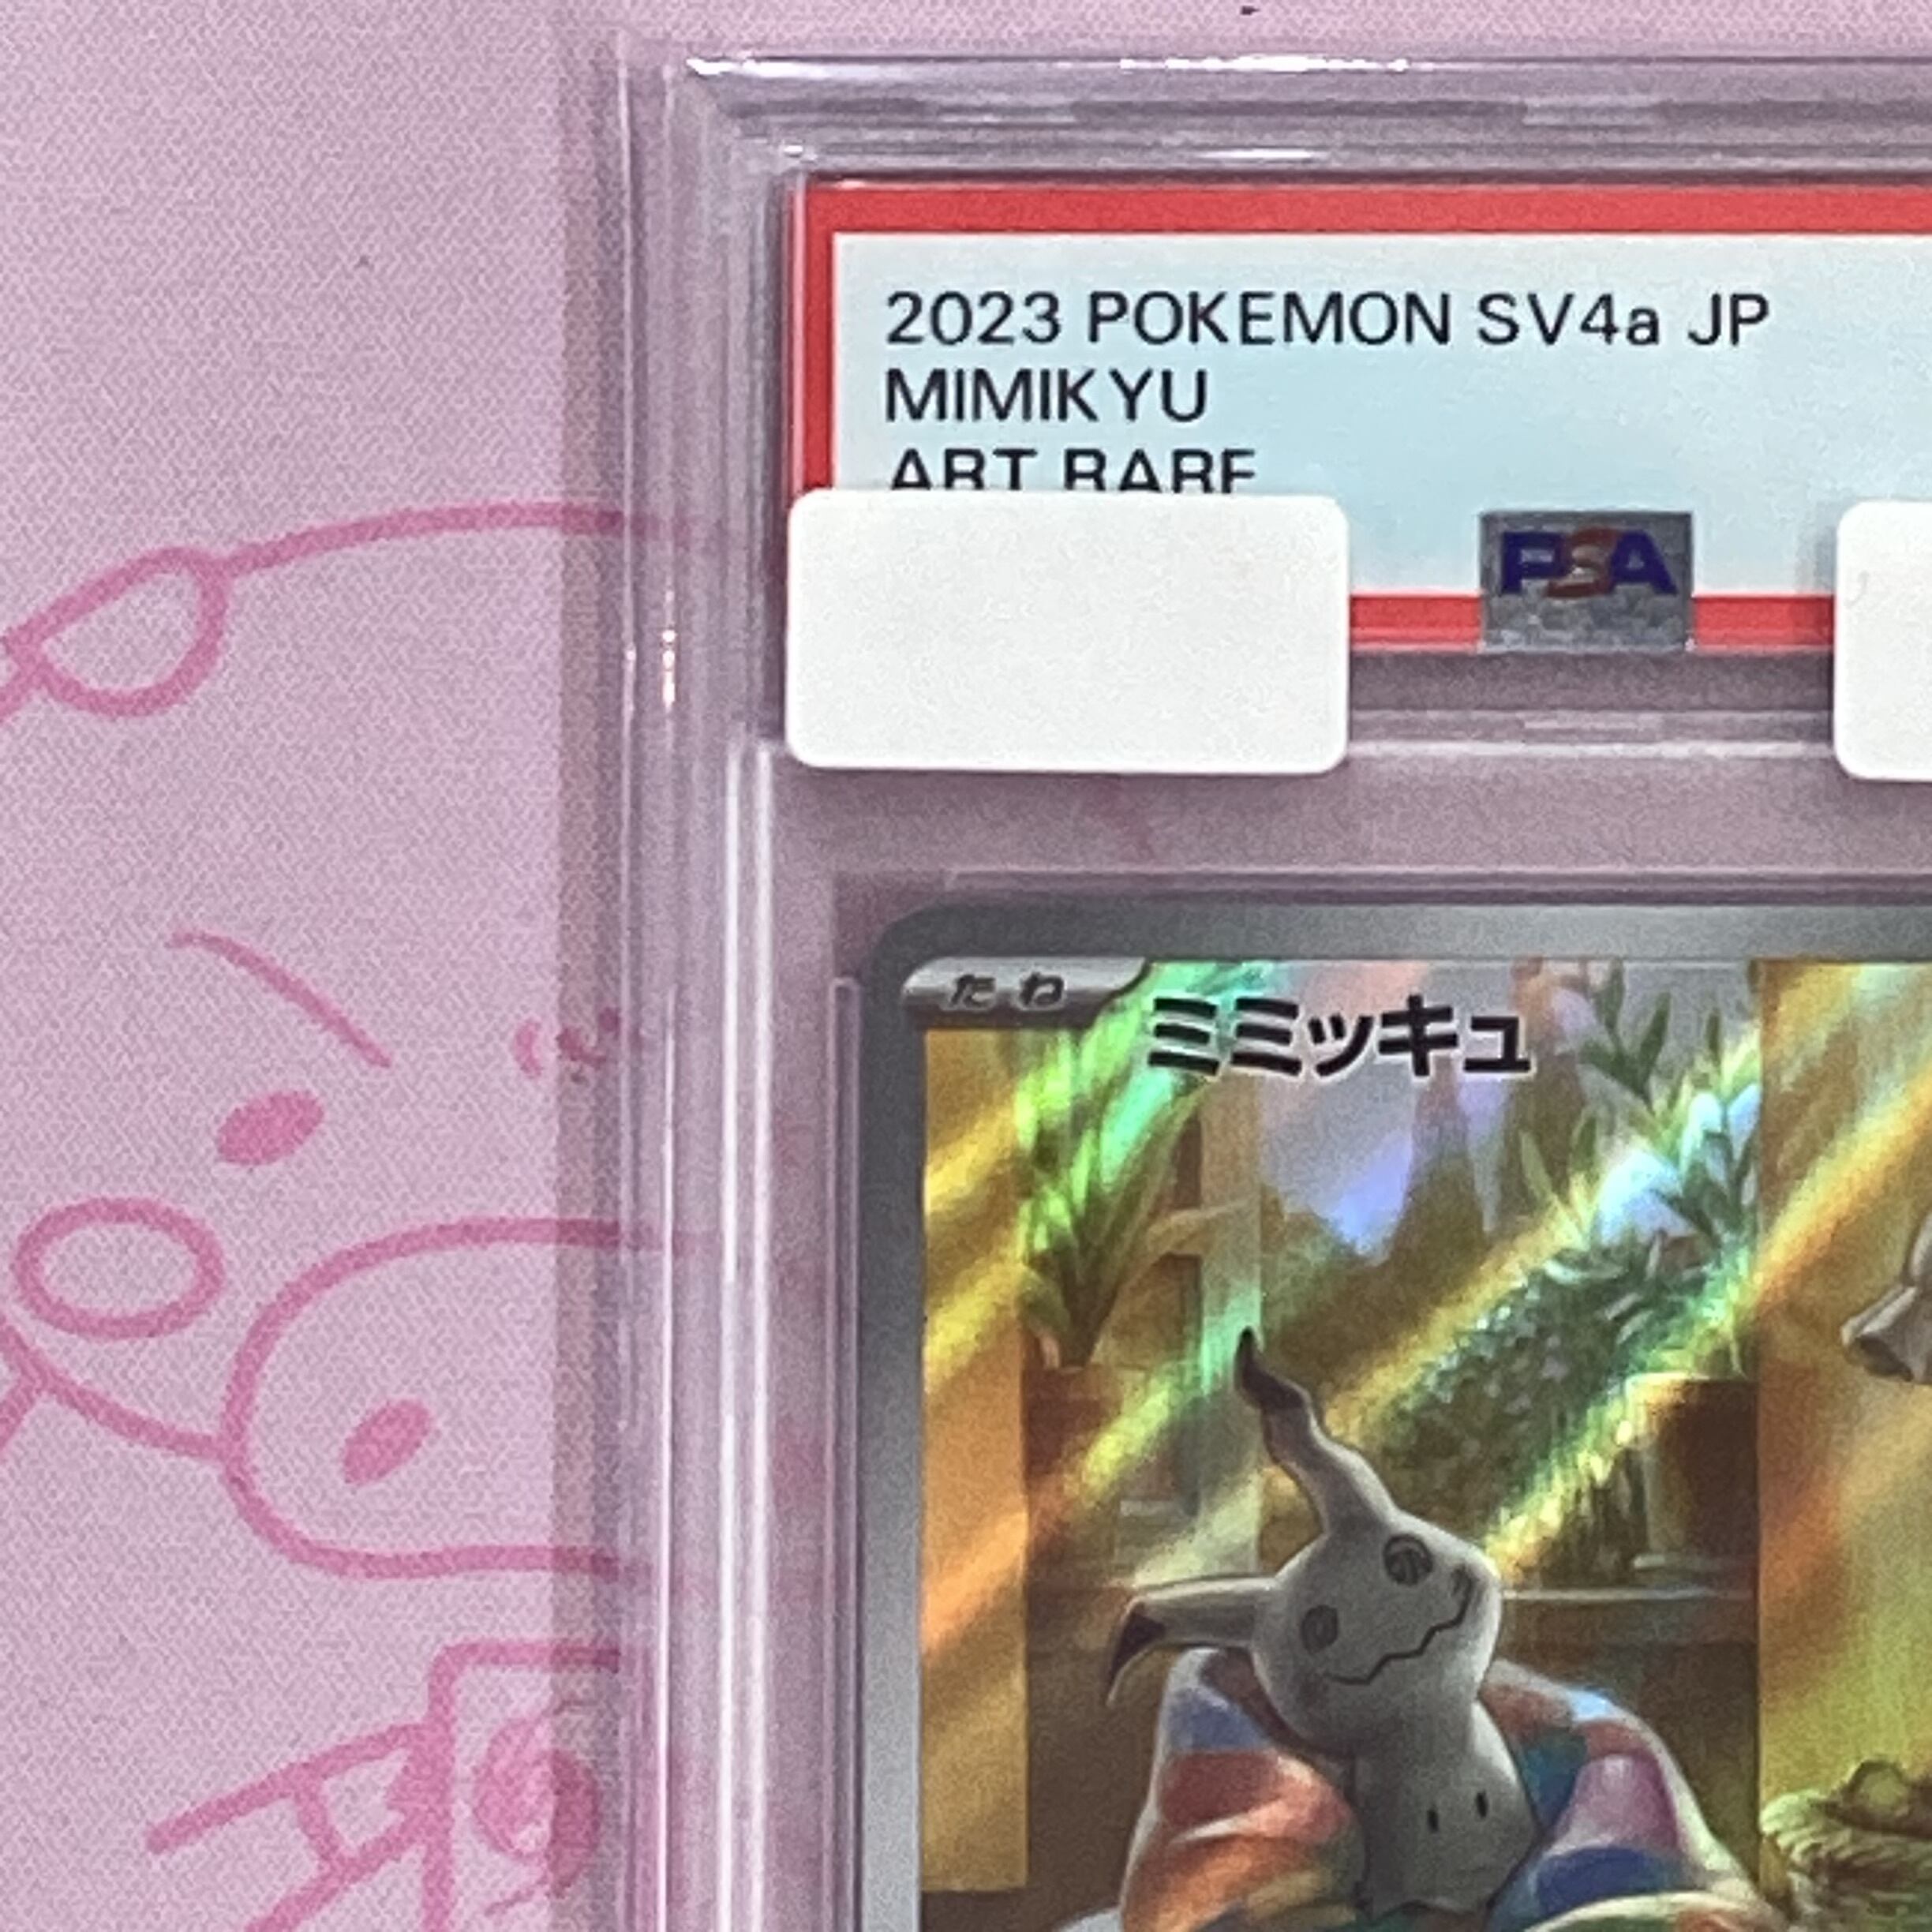 2023 POKEMON SV4a JP
MIMIKYU
ART RARE
PSA
たね
ミミッキュ